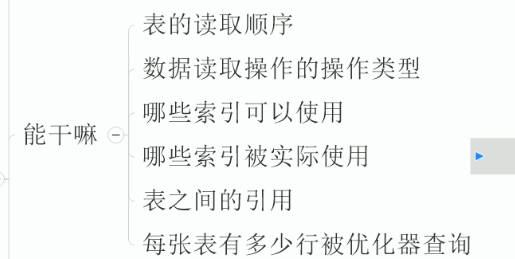 表的读取顺序
数据读取操作的操作类型
哪些索引可以使用
能干嘛
哪些索引被实际使用
表之间的引用
每张表有多少行被优化器查询